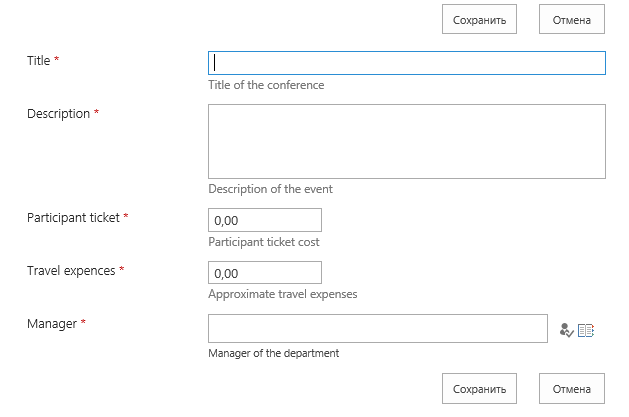 Сохранить Отмена
Title *
Title of the conference
Description *
Description of the event
Participant ticket * 0,00
Participant ticket cost
Travel expences * 0,00
Approximate travel expenses
Manager *
Manager of the department
Сохранить Отмена